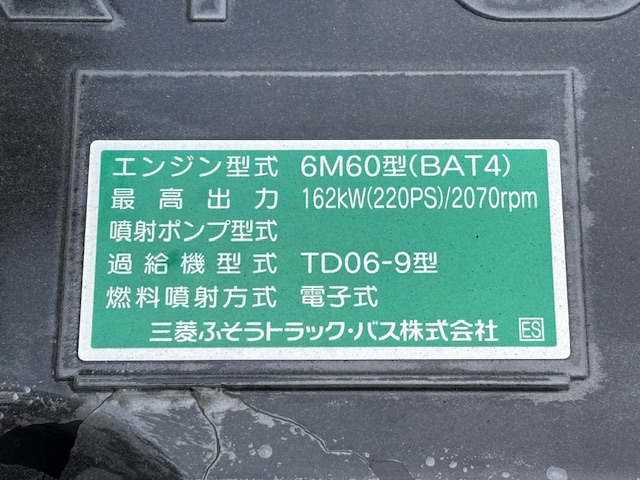 エンジン型式 6M60型(BAT4)
最高出力 162kW(220PS)/2070rpm
噴射ポンプ型式
過給機型式 TD06-9型
燃料噴射方式 電子式
三菱ふそうトラック・バス株式会社 ES